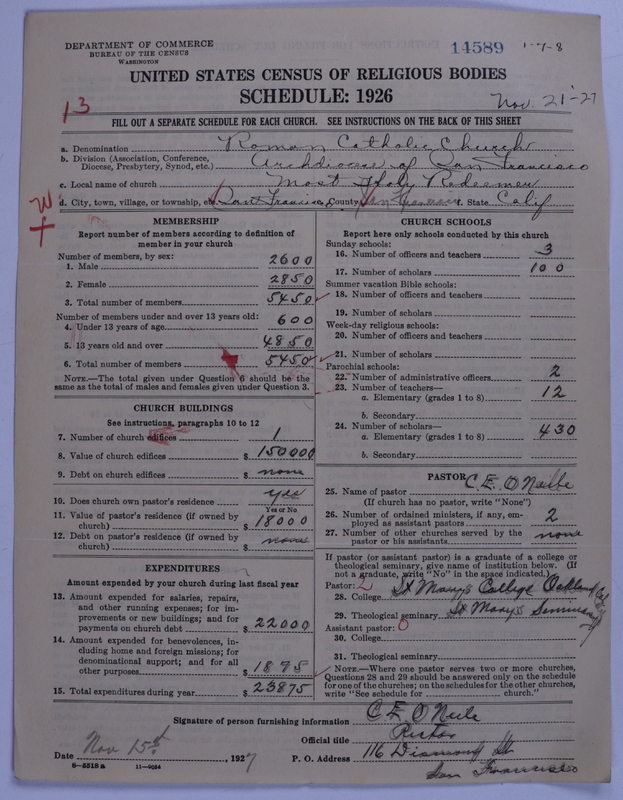 DEPARTMENT OF COMMERCE
BUREAU OF THE CENSUS
WASHINGTON
14589
1-7-8
UNITED STATES CENSUS OF RELIGIOUS BODIES
SCHEDULE: 1926
Nov. 21-27
13
FILL OUT A SEPARATE SCHEDULE FOR EACH CHURCH. SEE INSTRUCTIONS ON THE BACK OF THIS SHEET
a. Denomination Roman Catholic Church
b. Division (Association, Conference, Diocese, Presbytery, Synod, etc.) Archdiocese of San Francisco
c. Local name of church Most Holy Redeemer
d. City, town, village, or township, etc. San Francisco County San Francisco State Calif
MEMBERSHIP
Report number of members according to definition of
member in your church
Number of members, by sex:
1. Male 2600
2. Female 2850
3. Total number of members 5450
Number of members under and over 13 years old:
4. Under 13 years of age 600
5. 13 years old and over 4850
6. Total number of members 5450
NOTE.—The total given under Question 6 should be the
same as the total of males and females given under Question 3.
CHURCH BUILDINGS
See instructions, paragraphs 10 to 12
7. Number of church edifices 1
8. Value of church edifices $ 150000
9. Debt on church edifices $ none
10. Does church own pastor's residence yes
Yes or No
11. Value of pastor's residence (if owned by
church) $ 18000
12. Debt on pastor's residence (if owned by
church) $ none
EXPENDITURES
Amount expended by your church during last fiscal year
13. Amount expended for salaries, repairs,
and other running expenses; for im-
provements or new buildings; and for
payments on church debt $ 22000
14. Amount expended for benevolences, in-
cluding home and foreign missions; for
denominational support; and for all
other purposes $ 1875
15. Total expenditures during year $ 23875
CHURCH SCHOOLS
Report here only schools conducted by this church
Sunday schools:
16. Number of officers and teachers 3
17. Number of scholars 100
Summer vacation Bible schools:
18. Number of officers and teachers
19. Number of scholars
Week-day religious schools:
20. Number of officers and teachers
21. Number of scholars
Parochial schools:
22. Number of administrative officers 2
23. Number of teachers—
a. Elementary (grades 1 to 8) 12
b. Secondary
24. Number of scholars—
a. Elementary (grades 1 to 8) 430
b. Secondary
PASTOR
25. Name of pastor C. E. O'Neill
(If church has no pastor, write "None")
26. Number of ordained ministers, if any, em-
ployed as assistant pastors 2
27. Number of other churches served by the
pastor or his assistants none
If pastor (or assistant pastor) is a graduate of a college or
theological seminary, give name of institution below. (If
not a graduate, write "No" in the space indicated.)
Pastor:
28. College St Marys College Oakland Cal
29. Theological seminary St Marys Seminary
Assistant pastor: 0
30. College
31. Theological seminary
NOTE.—Where one pastor serves two or more churches,
Questions 28 and 29 should be answered only on the schedule
for one of the churches; on the schedules for the other churches,
write "See schedule for church."
Signature of person furnishing information C E O'Neill
Official title Rector
Date Nov 15th, 1927 P. O. Address 116 Diamond St
San Francisco
8-5518 a 11-9054